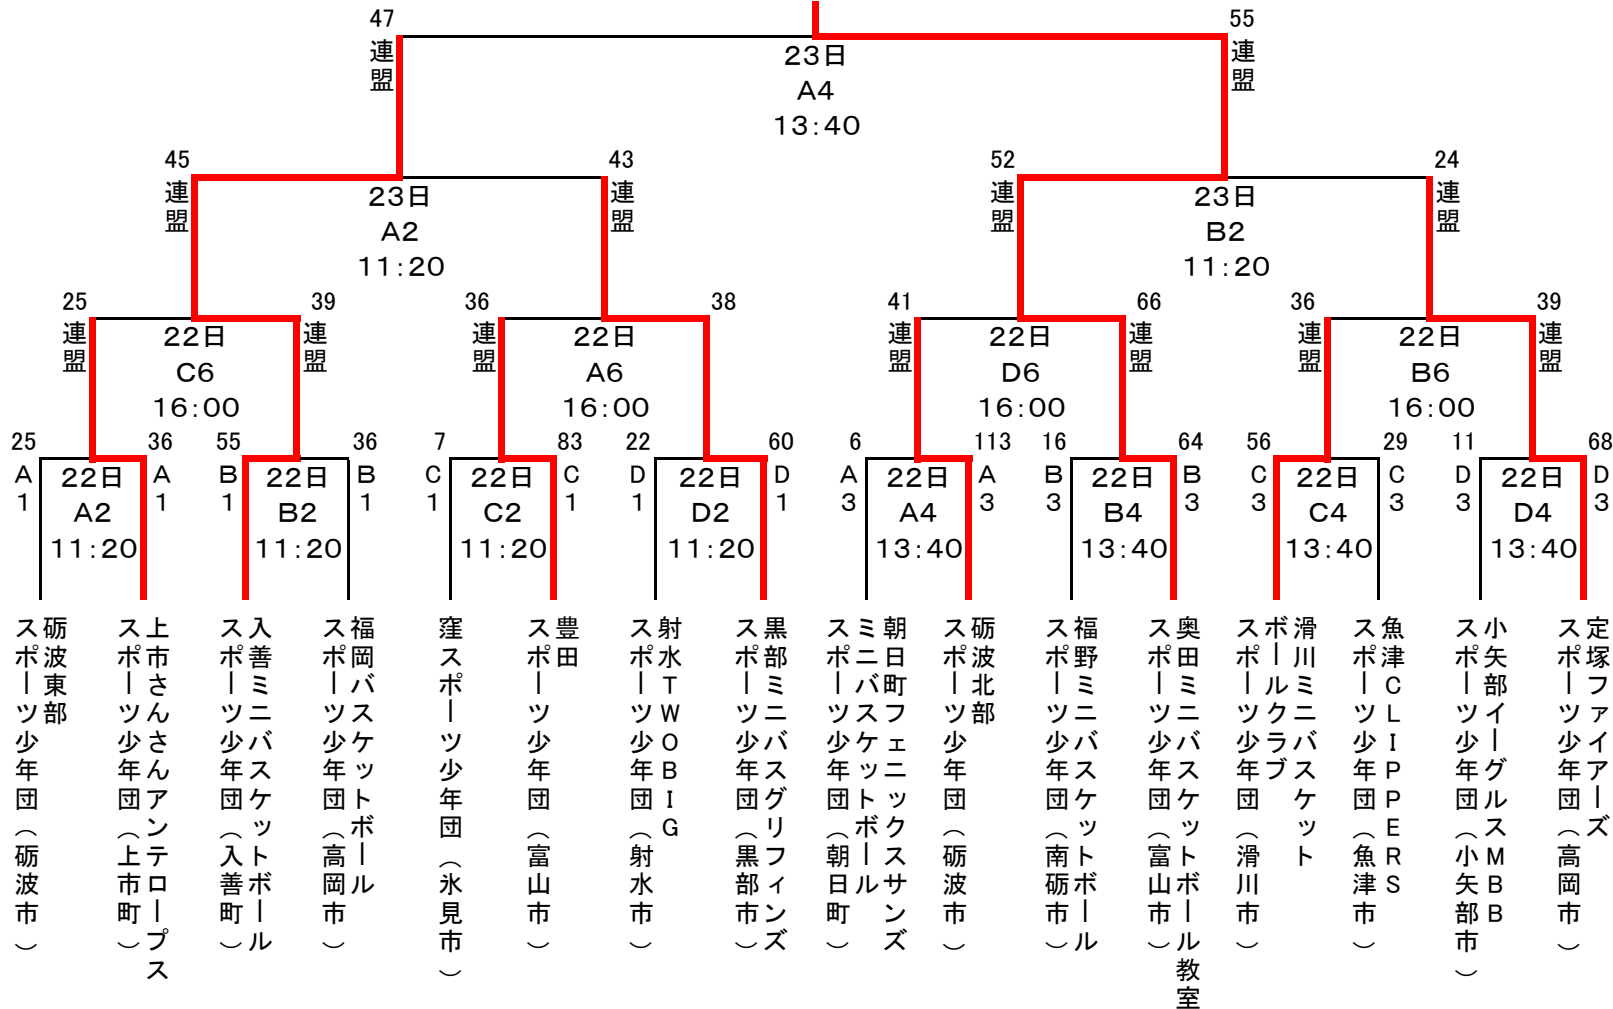 47
55
連盟
連盟
23日
A4
13:40
45
43
52
24
連盟
連盟
連盟
連盟
23日
A2
11:20
23日
B2
11:20
25
39
36
38
41
66
36
39
連盟
連盟
連盟
連盟
連盟
連盟
連盟
22日
C6
16:00
22日
A6
16:00
22日
D6
16:00
22日
B6
16:00
25
36
55
36
7
83
22
60
6
113
16
64
56
29
11
68
A1
A1
B1
B1
C1
C1
D1
D1
A3
A3
B3
B3
C3
C3
D3
D3
22日
A2
11:20
22日
B2
11:20
22日
C2
11:20
22日
D2
11:20
22日
A4
13:40
22日
B4
13:40
22日
C4
13:40
22日
D4
13:40
砺波東部
スポーツ少年団(砺波市)
上市さんさんアンテロープス
スポーツ少年団(上市町)
入善ミニバスケットボール
スポーツ少年団(入善町)
福岡バスケットボール
スポーツ少年団(高岡市)
窪スポーツ少年団(氷見市)
豊田
スポーツ少年団(富山市)
射水TWOBIG
スポーツ少年団(射水市)
黒部ミニバスグリフィンズ
スポーツ少年団(黒部市)
朝日町フェニックスサンズ
ミニバスケットボール
スポーツ少年団(朝日町)
砺波北部
スポーツ少年団(砺波市)
福野ミニバスケットボール
スポーツ少年団(南砺市)
奥田ミニバスケットボール教室
スポーツ少年団(富山市)
滑川ミニバスケット
ボールクラブ
スポーツ少年団(滑川市)
魚津CLIPPERS
スポーツ少年団(魚津市)
小矢部イーグルスMBB
スポーツ少年団(小矢部市)
定塚ファイアーズ
スポーツ少年団(高岡市)